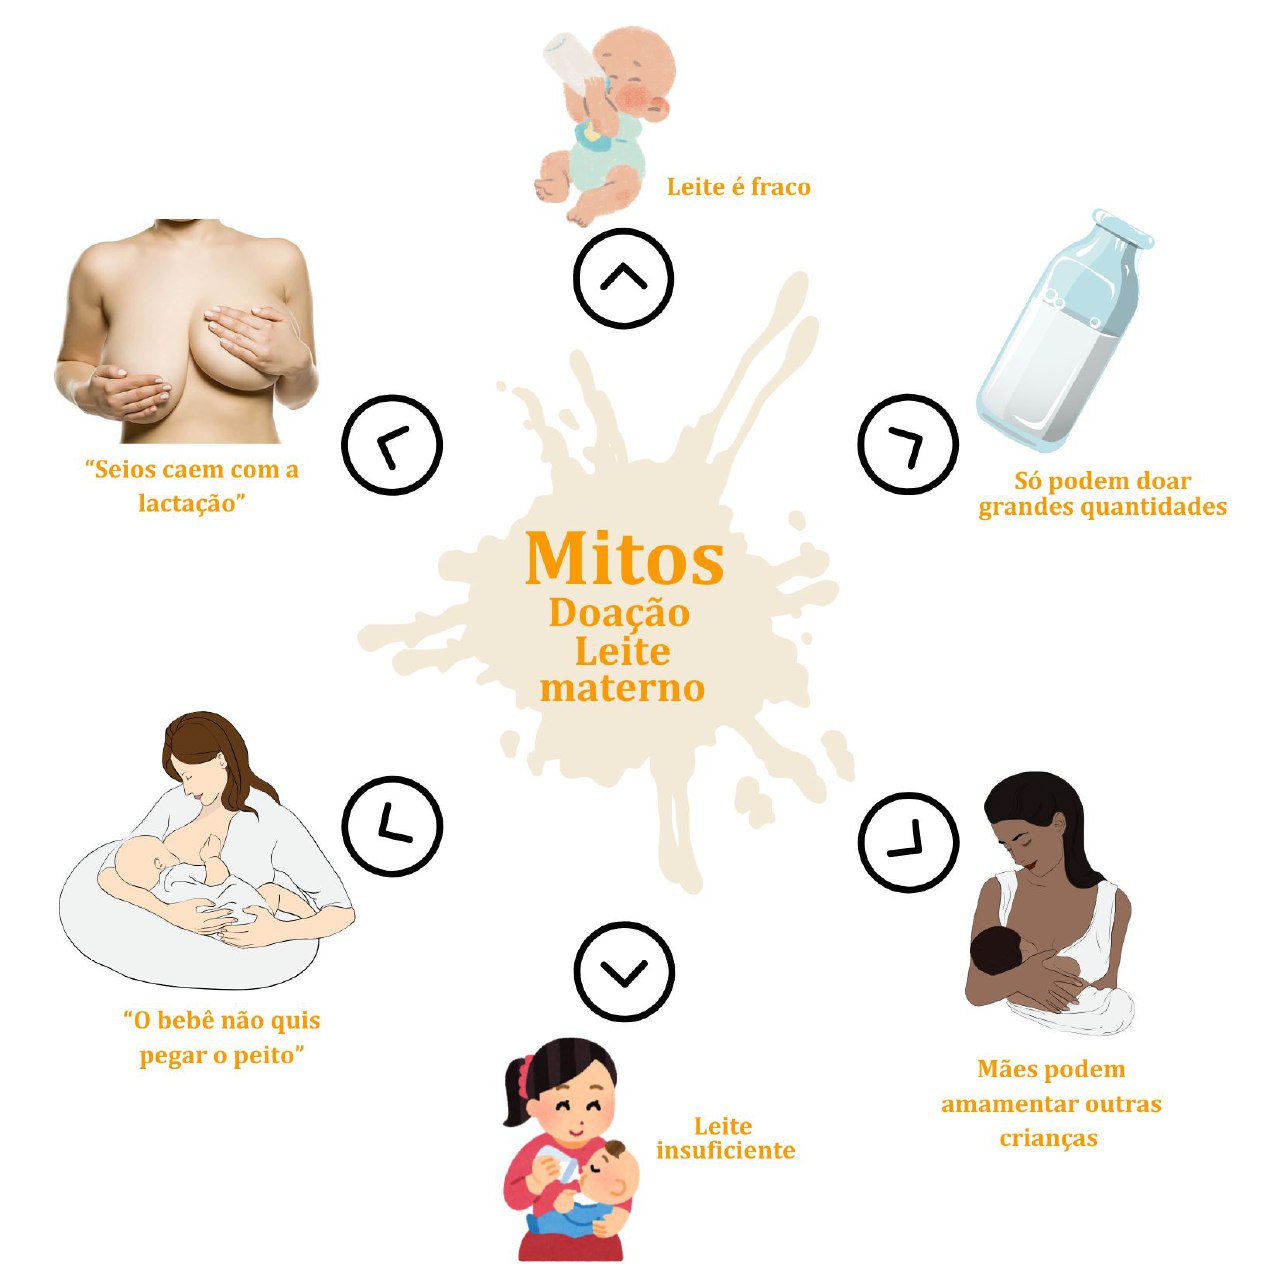 Leite é fraco
“Seios caem com a
lactação”
Só podem doar
grandes quantidades
Mitos
Doação
Leite
materno
“O bebê não quis
pegar o peito”
Mães podem
amamentar outras
crianças
Leite
insuficiente